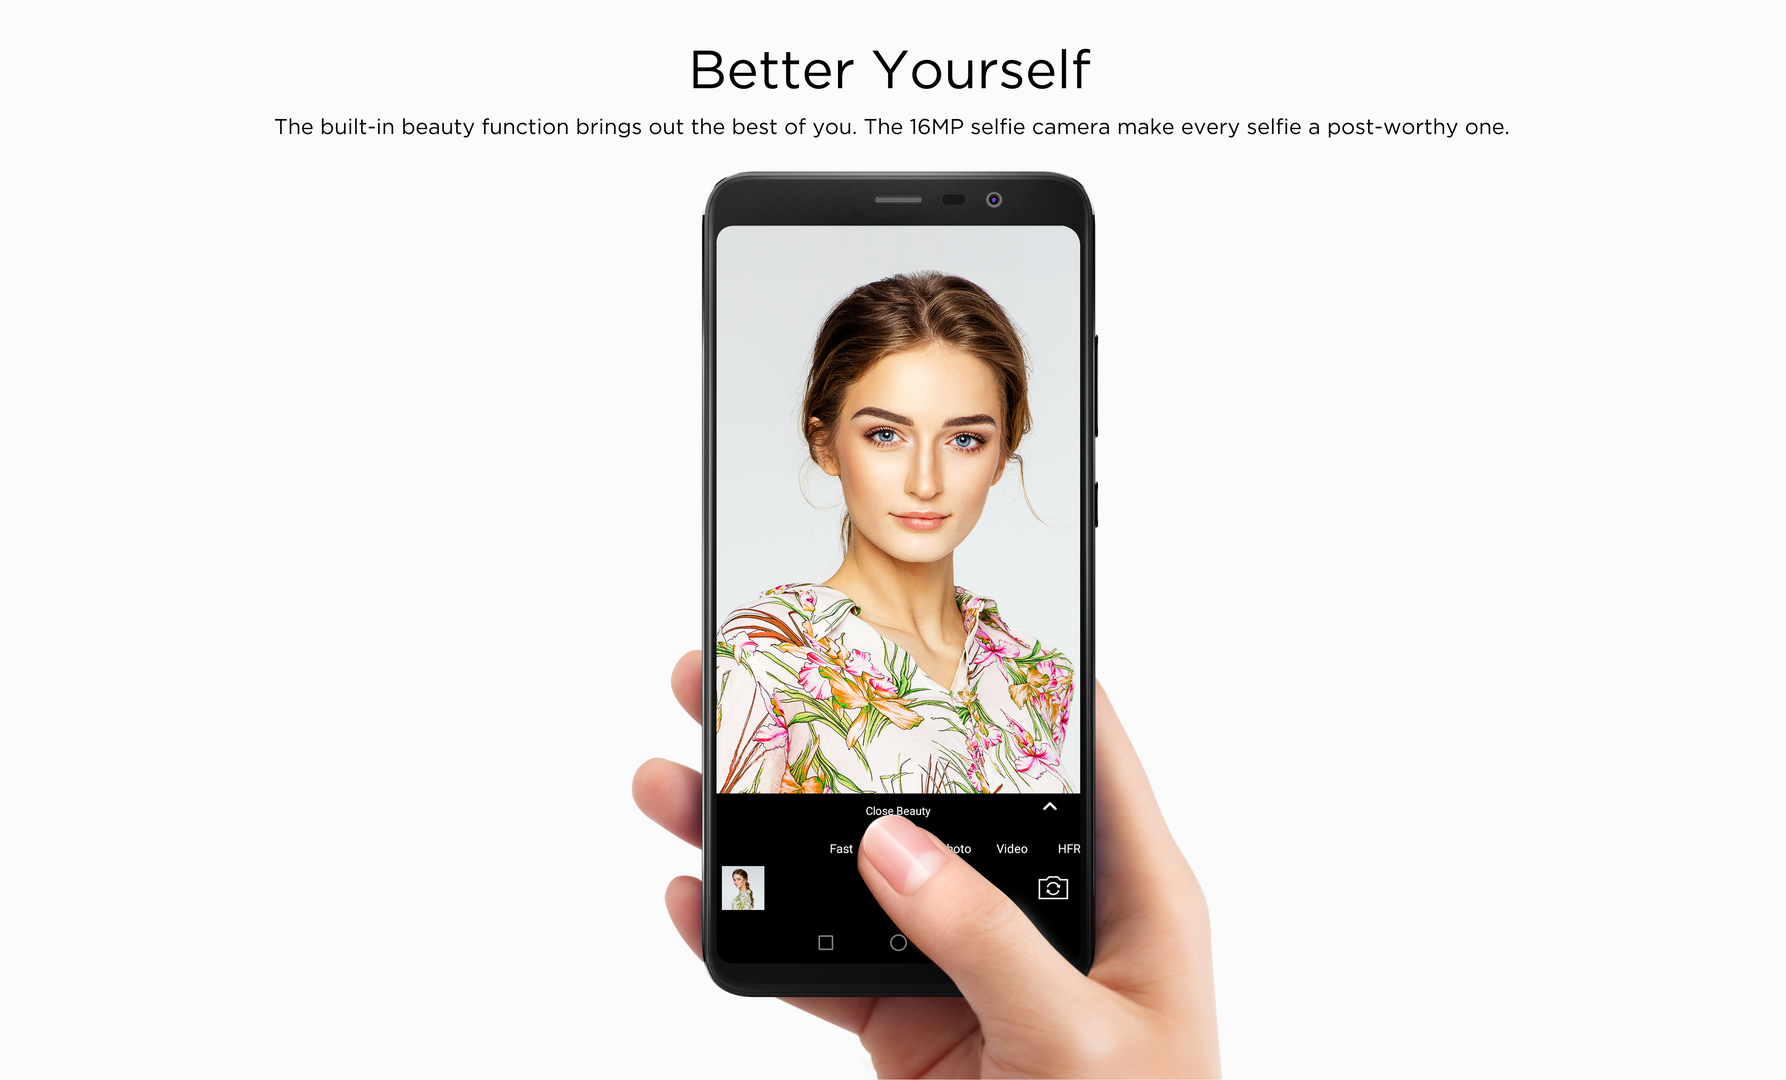 Better Yourself
The built-in beauty function brings out the best of you. The 16MP selfie camera make every selfie a post-worthy one.
Close Beauty
Fast hoto Video HFR